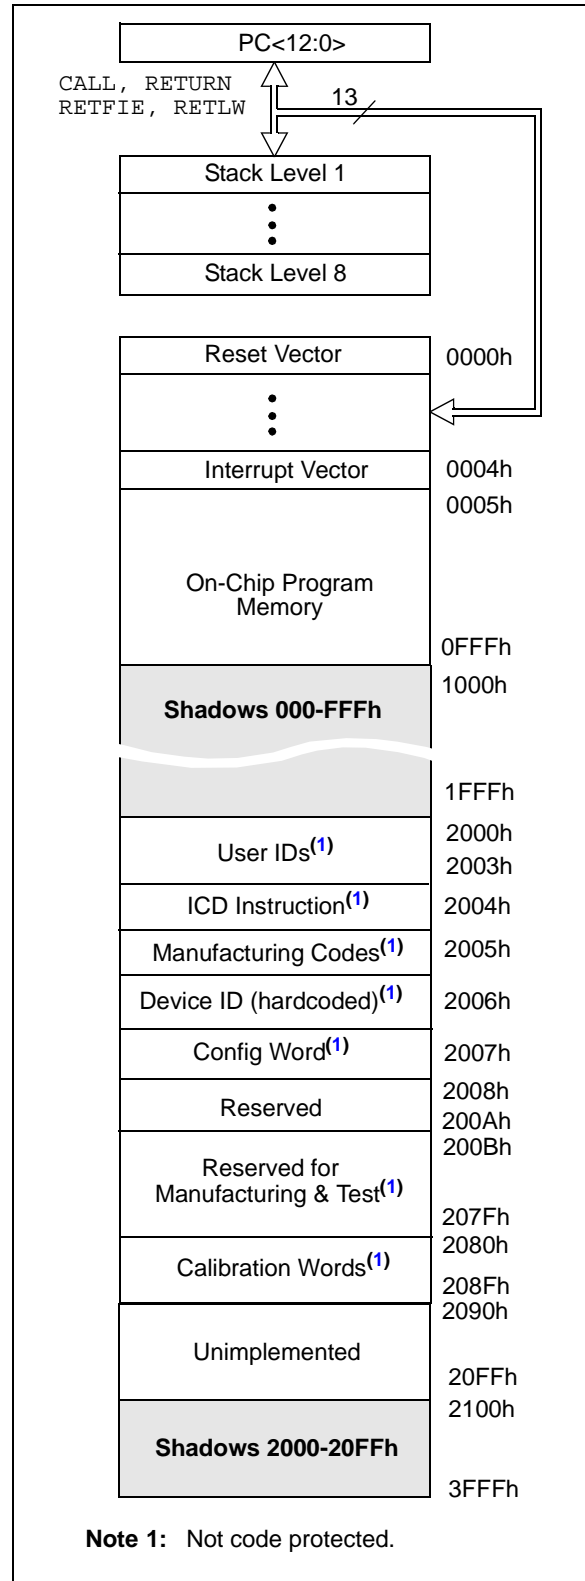 PC<12:0>
CALL, RETURN
RETFIE, RETLW
13
Stack Level 1
Stack Level 8
Reset Vector
0000h
Interrupt Vector
0004h
0005h
On-Chip Program
Memory
0FFFh
1000h
Shadows 000-FFFh
1FFFh
2000h
User IDs(1)
2003h
ICD Instruction(1)
2004h
Manufacturing Codes(1)
2005h
Device ID (hardcoded)(1)
2006h
Config Word(1)
2007h
2008h
Reserved
200Ah
200Bh
Reserved for
Manufacturing & Test(1)
207Fh
2080h
Calibration Words(1)
208Fh
2090h
Unimplemented
20FFh
2100h
Shadows 2000-20FFh
3FFFh
Note 1: Not code protected.